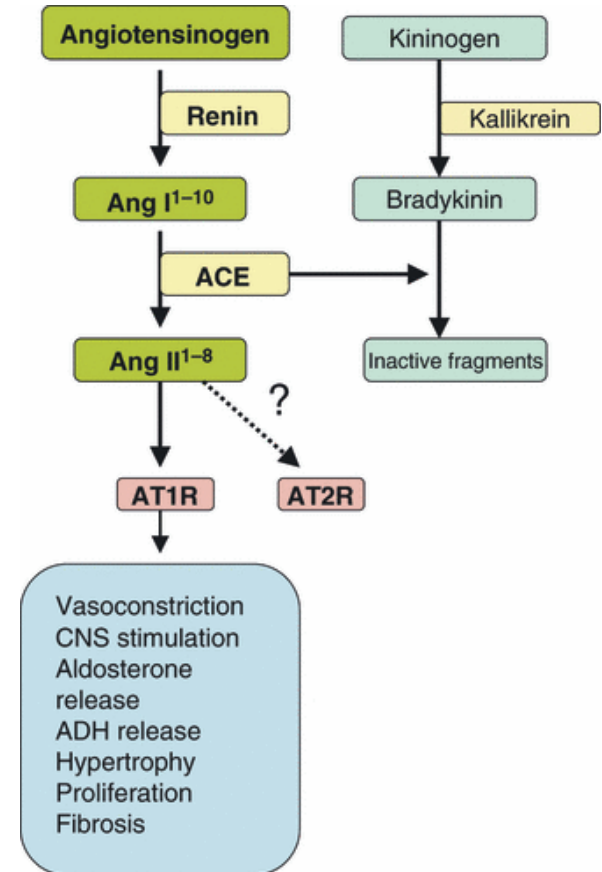 Angiotensinogen
Kininogen
Renin
Kallikrein
Ang I¹⁻¹⁰
Bradykinin
ACE
Ang II¹⁻⁸
Inactive fragments
?
AT1R
AT2R
Vasoconstriction
CNS stimulation
Aldosterone
release
ADH release
Hypertrophy
Proliferation
Fibrosis